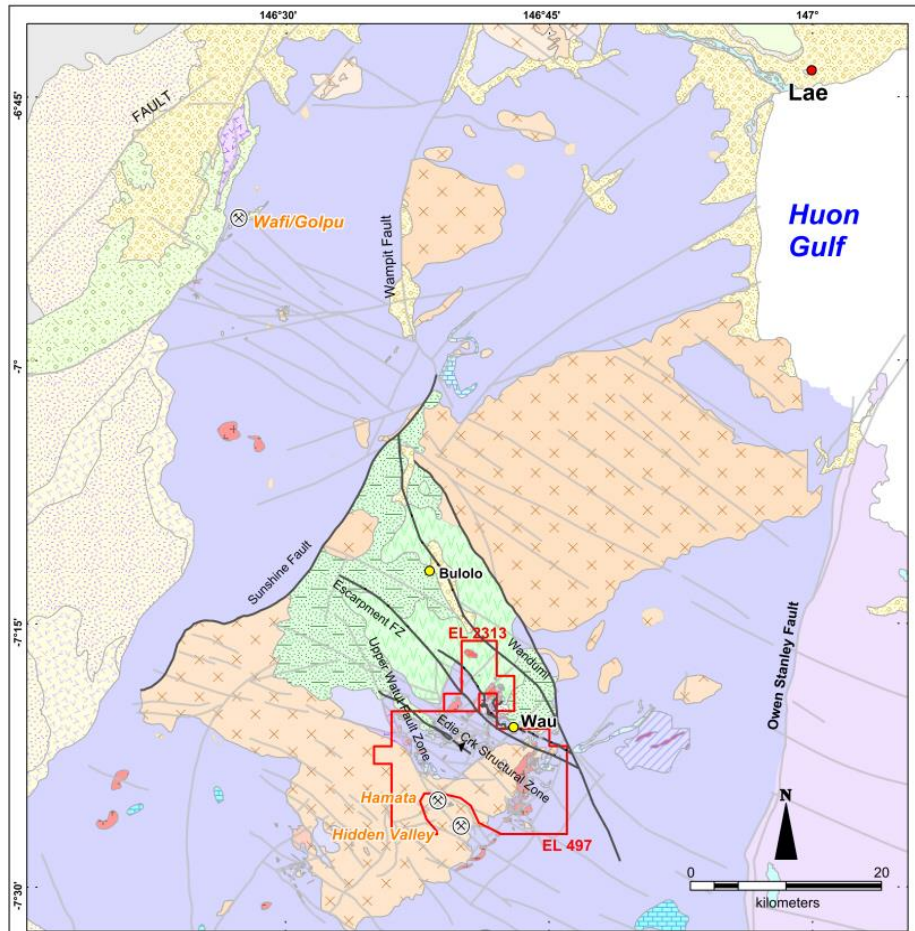 146°30'
146°45'
147°
-6°45'
-7°
-7°15'
-7°30'
FAULT
Lae
Wafi/Golpu
Wampit Fault
Huon
Gulf
Sunshine Fault
Bulolo
Escarpment FZ
EL 2313
Wandumi
Upper Watut Fault Zone
Wau
Edie Crk Structural Zone
Owen Stanley Fault
Hamata
Hidden Valley
EL 497
N
0
20
kilometers